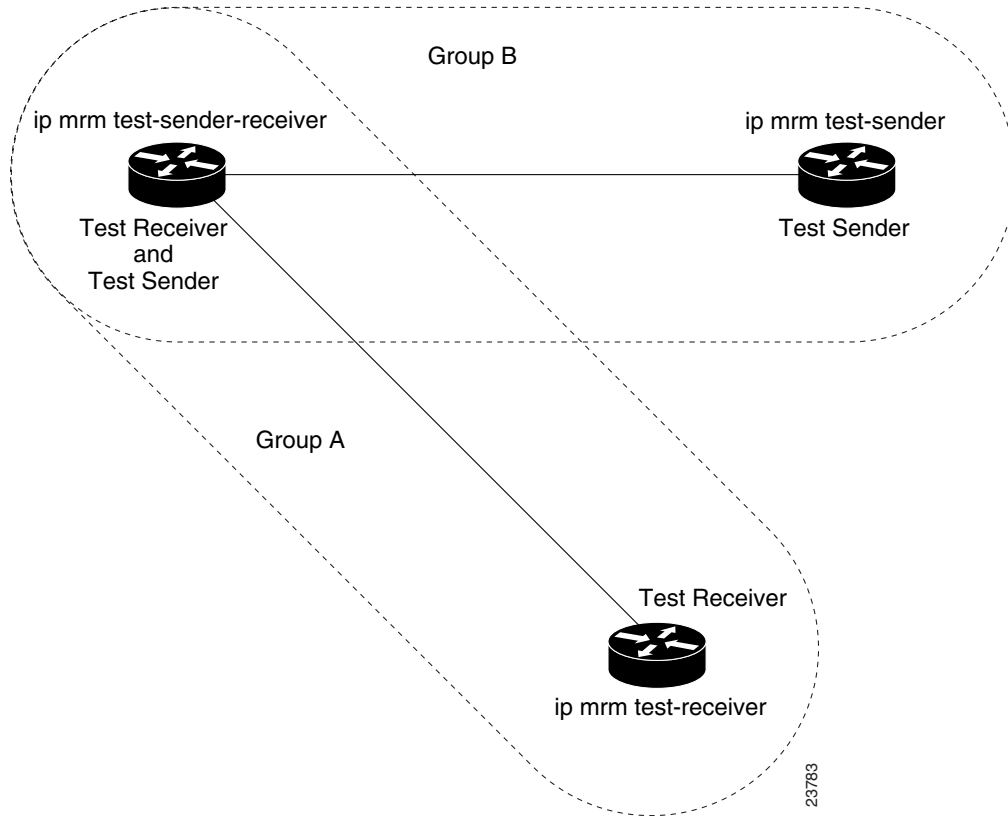 Group B
ip mrm test-sender-receiver
ip mrm test-sender
Test Receiver
and
Test Sender
Test Sender
Group A
Test Receiver
ip mrm test-receiver
23783